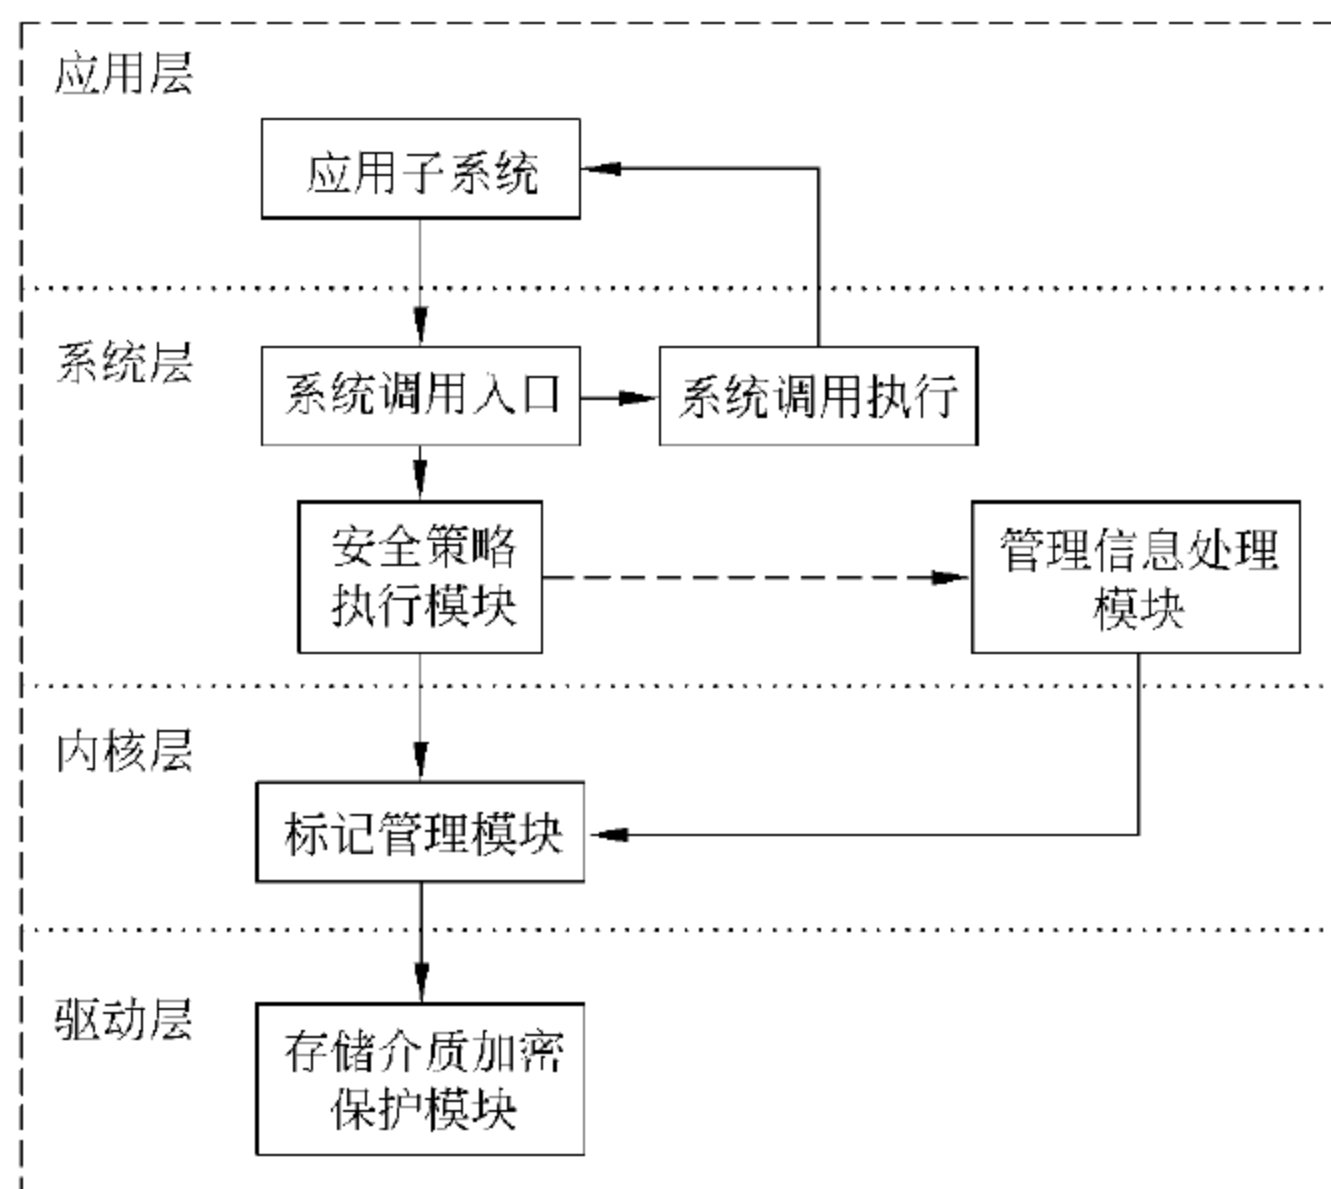 应用层
应用子系统
系统层
系统调用入口
系统调用执行
安全策略
执行模块
管理信息处理
模块
内核层
标记管理模块
驱动层
存储介质加密
保护模块